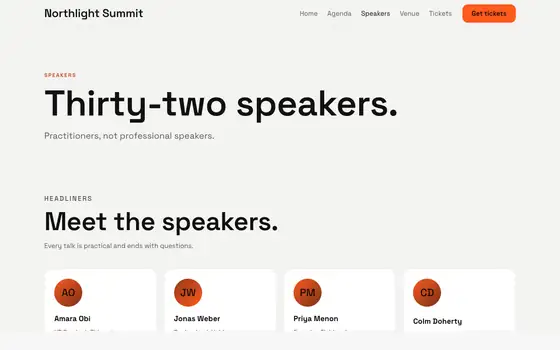 Northlight Summit
Home Agenda Speakers Venue Tickets Get tickets
SPEAKERS
Thirty-two speakers.
Practitioners, not professional speakers.
HEADLINERS
Meet the speakers.
Every talk is practical and ends with questions.
AO JW PM CD
Amara Obi Jonas Weber Priya Menon Colm Doherty